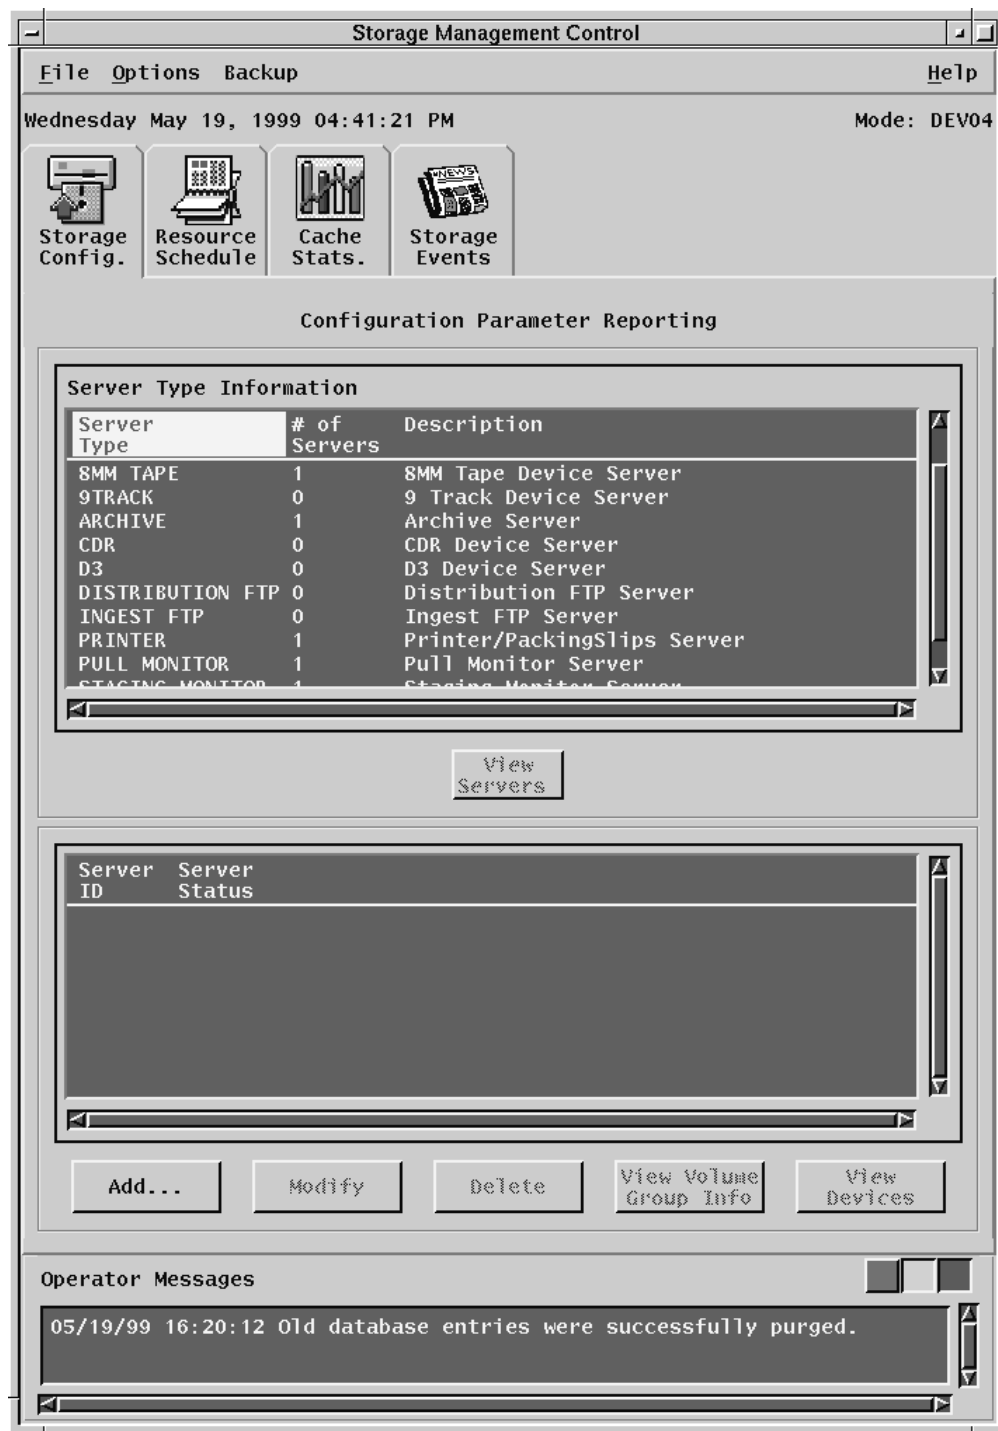 Storage Management Control
File Options Backup Help
Wednesday May 19, 1999 04:41:21 PM Mode: DEV04
NEWS
Storage Config.
Resource Schedule
Cache Stats.
Storage Events
Configuration Parameter Reporting
Server Type Information
Server Type # of Servers Description
8MM TAPE 1 8MM Tape Device Server
9TRACK 0 9 Track Device Server
ARCHIVE 1 Archive Server
CDR 0 CDR Device Server
D3 0 D3 Device Server
DISTRIBUTION FTP 0 Distribution FTP Server
INGEST FTP 0 Ingest FTP Server
PRINTER 1 Printer/PackingSlips Server
PULL MONITOR 1 Pull Monitor Server
STAGING MONITOR 1 Staging Monitor Server
View Servers
Server ID Server Status
Add... Modify Delete View Volume Group Info View Devices
Operator Messages
05/19/99 16:20:12 Old database entries were successfully purged.